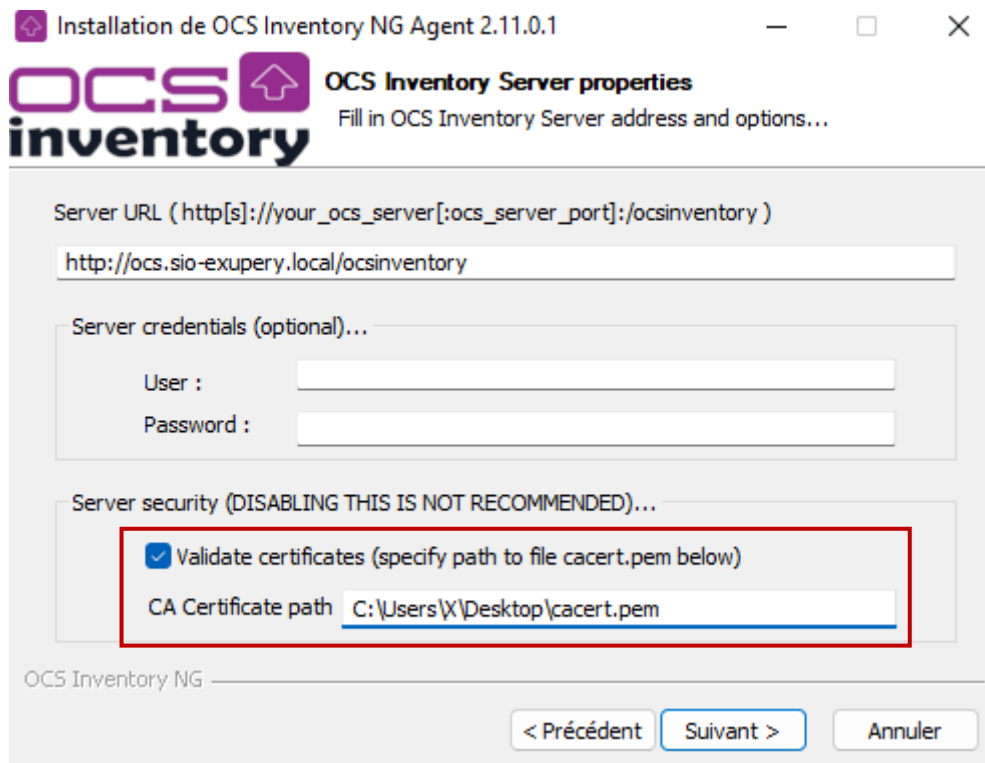 Installation de OCS Inventory NG Agent 2.11.0.1
OCS
inventory
OCS Inventory Server properties
Fill in OCS Inventory Server address and options...
Server URL ( http[s]://your_ocs_server[:ocs_server_port]:/ocsinventory )
http://ocs.sio-exupery.local/ocsinventory
Server credentials (optional)...
User :
Password :
Server security (DISABLING THIS IS NOT RECOMMENDED)...
Validate certificates (specify path to file cacert.pem below)
CA Certificate path C:\Users\X\Desktop\cacert.pem
OCS Inventory NG
< Précédent Suivant > Annuler